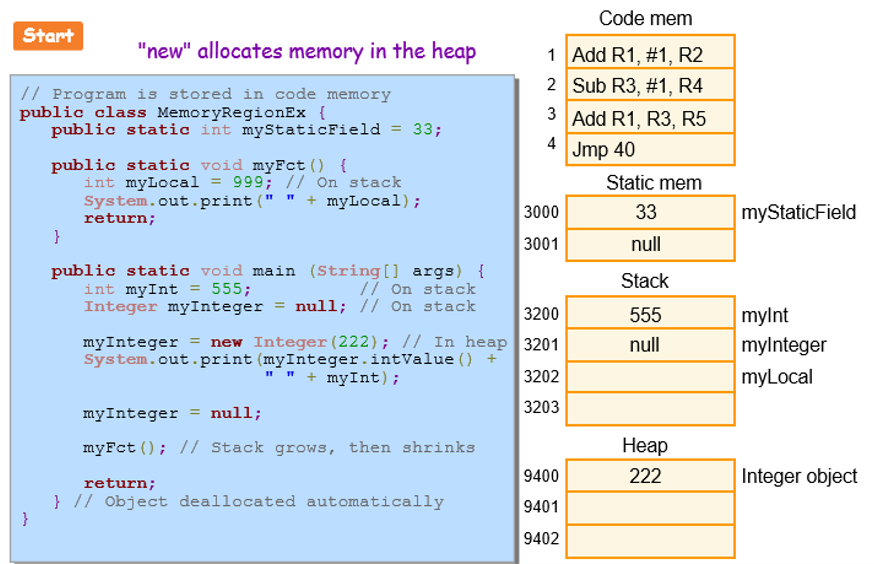 Start
"new" allocates memory in the heap
// Program is stored in code memory
public class MemoryRegionEx {
public static int myStaticField = 33;
public static void myFct() {
int myLocal = 999; // On stack
System.out.print(" " + myLocal);
return;
}
public static void main (String[] args) {
int myInt = 555; // On stack
Integer myInteger = null; // On stack
myInteger = new Integer(222); // In heap
System.out.print(myInteger.intValue() +
" " + myInt);
myInteger = null;
myFct(); // Stack grows, then shrinks
return;
} // Object deallocated automatically
}
Code mem
1 Add R1, #1, R2
2 Sub R3, #1, R4
3 Add R1, R3, R5
4 Jmp 40
Static mem
3000 33 myStaticField
3001 null
Stack
3200 555 myInt
3201 null myInteger
3202 myLocal
3203
Heap
9400 222 Integer object
9401
9402